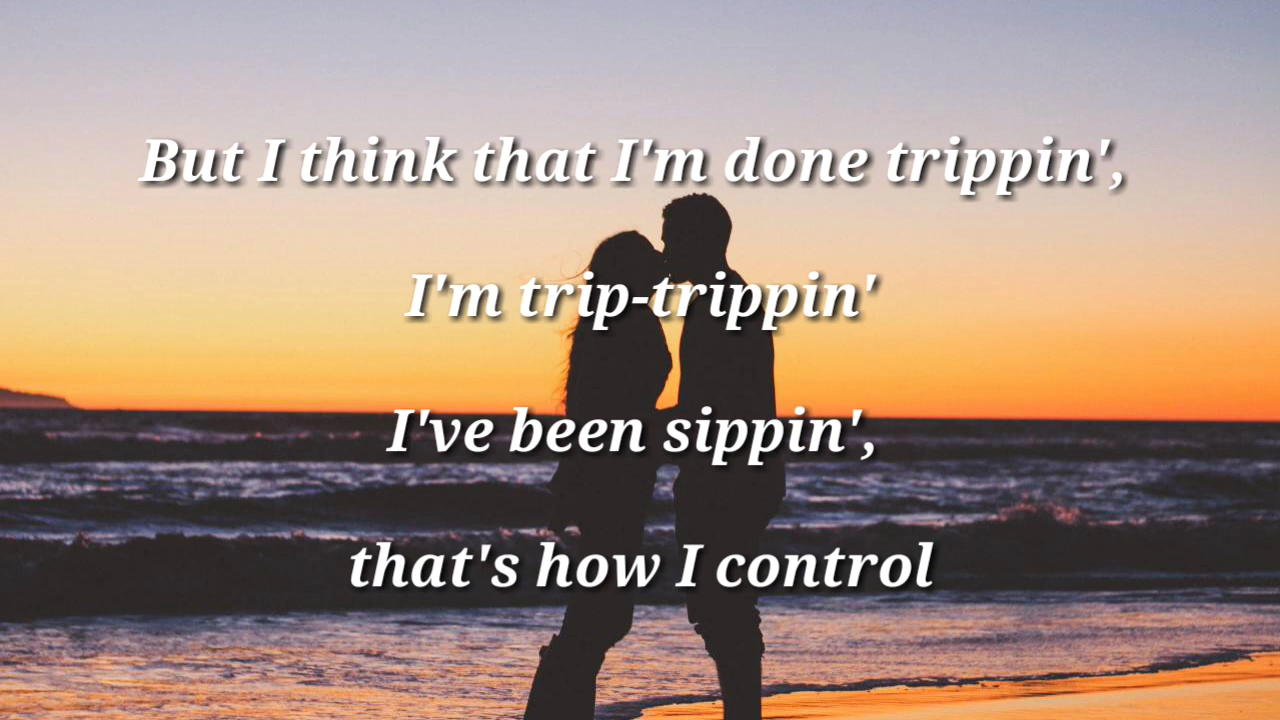 But I think that I'm done trippin',
I'm trip-trippin'
I've been sippin',
that's how I control